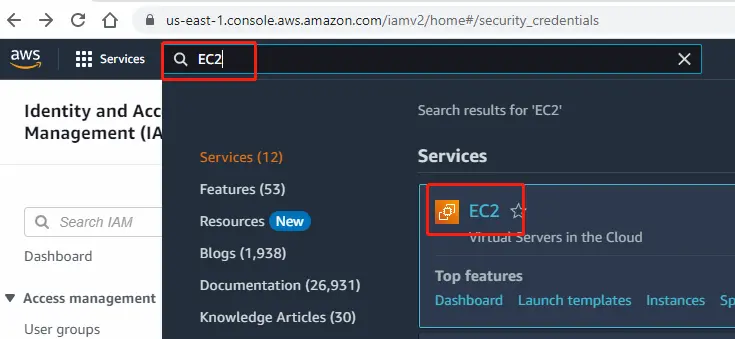 us-east-1.console.aws.amazon.com/iamv2/home#/security_credentials
aws
Services
EC2
Identity and Acc
Management (IA
Search IAM
Dashboard
Access management
User groups
Search results for 'EC2'
Services (12)
Features (53)
Resources New
Blogs (1,938)
Documentation (26,931)
Knowledge Articles (30)
Services
EC2
Virtual Servers in the Cloud
Top features
Dashboard Launch templates Instances Sp